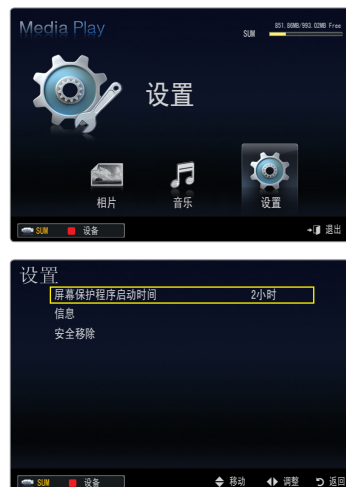 Media Play
SUM 851.86MB/993.02MB Free
设置
相片 音乐 设置
SUM 设备 退出
设置
屏幕保护程序启动时间 2小时
信息
安全移除
SUM 设备 移动 调整 返回